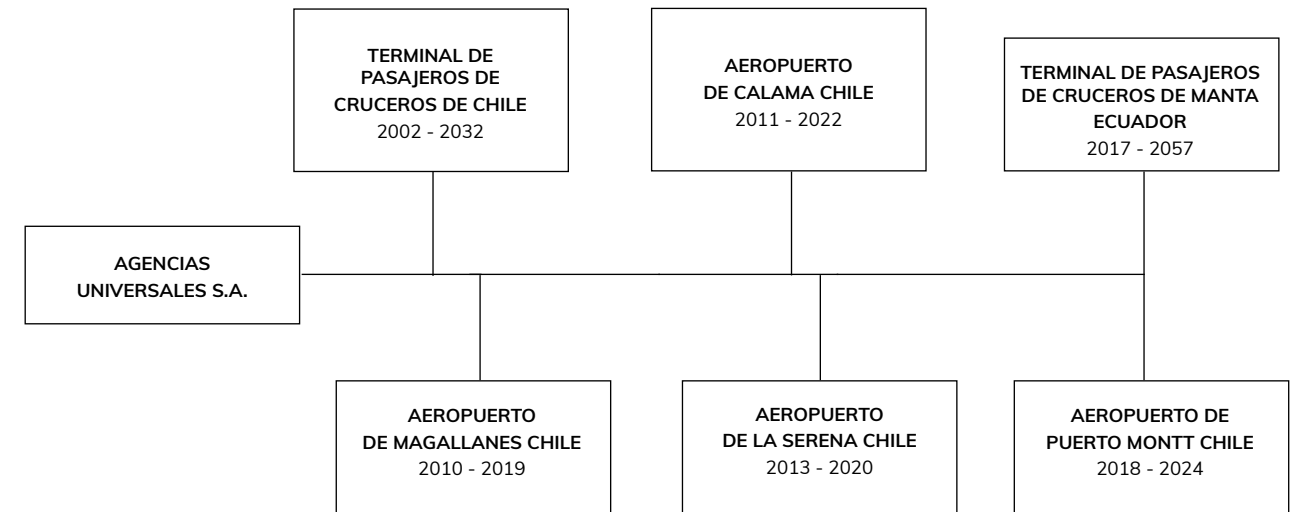 TERMINAL DE
PASAJEROS DE
CRUCEROS DE CHILE
2002 - 2032
AEROPUERTO
DE CALAMA CHILE
2011 - 2022
TERMINAL DE PASAJEROS
DE CRUCEROS DE MANTA
ECUADOR
2017 - 2057
AGENCIAS
UNIVERSALES S.A.
AEROPUERTO
DE MAGALLANES CHILE
2010 - 2019
AEROPUERTO
DE LA SERENA CHILE
2013 - 2020
AEROPUERTO DE
PUERTO MONTT CHILE
2018 - 2024